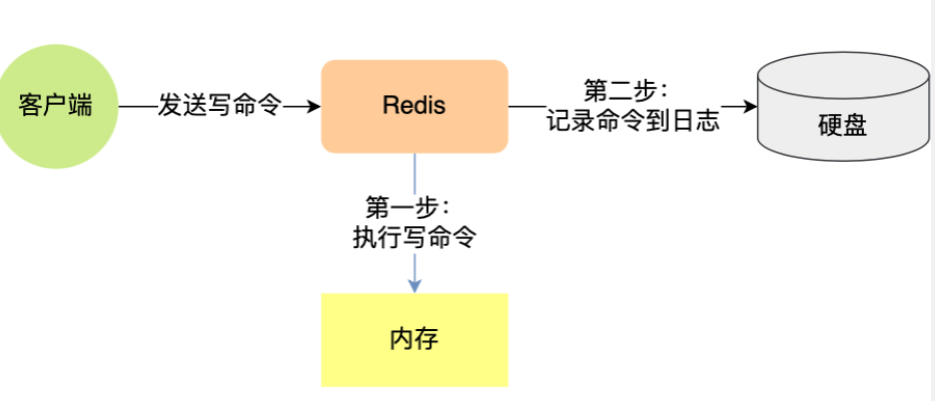 客户端
发送写命令
Redis
第二步：
记录命令到日志
硬盘
第一步：
执行写命令
内存